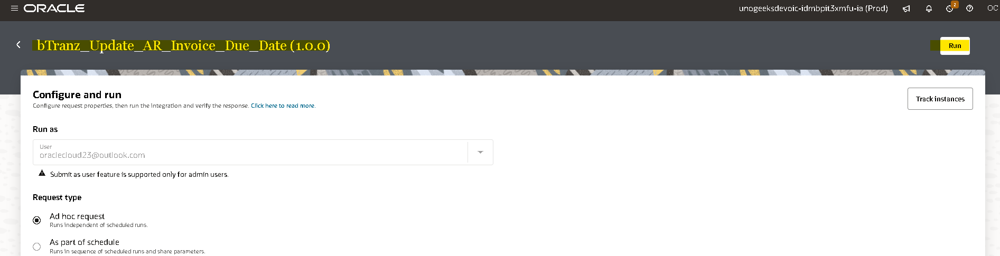 ORACLE
unogeeksdevoic-idmbpit3xmfu-ia (Prod)
2
OC
bTranz_Update_AR_Invoice_Due_Date (1.0.0)
Run
Configure and run
Configure request properties, then run the integration and verify the response. Click here to read more.
Track instances
Run as
User
oraclecloud23@outlook.com
Submit as user feature is supported only for admin users.
Request type
Ad hoc request
Runs independent of scheduled runs.
As part of schedule
Runs in sequence of scheduled runs and share parameters.